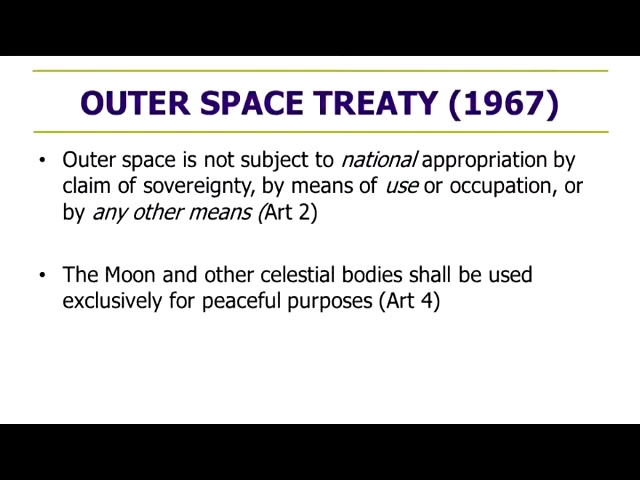 OUTER SPACE TREATY (1967)
• Outer space is not subject to national appropriation by
claim of sovereignty, by means of use or occupation, or
by any other means (Art 2)
• The Moon and other celestial bodies shall be used
exclusively for peaceful purposes (Art 4)